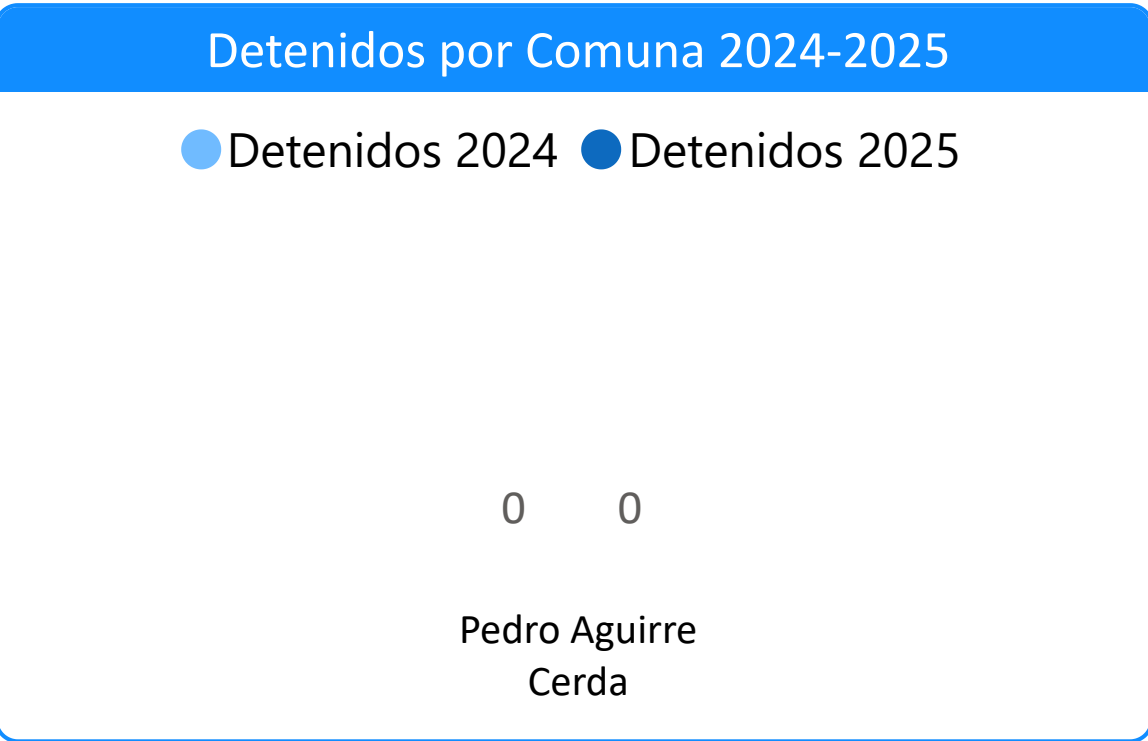 Detenidos por Comuna 2024-2025
Detenidos 2024 Detenidos 2025
0 0
Pedro Aguirre
Cerda